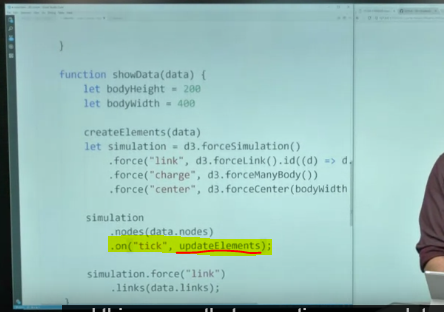 }
function showData(data) {
let bodyHeight = 200
let bodyWidth = 400
createElements(data)
let simulation = d3.forceSimulation()
.force("link", d3.forceLink().id((d) => d.
.force("charge", d3.forceManyBody())
.force("center", d3.forceCenter(bodyWidth
simulation
.nodes(data.nodes)
.on("tick", updateElements);
simulation.force("link")
.links(data.links);
}